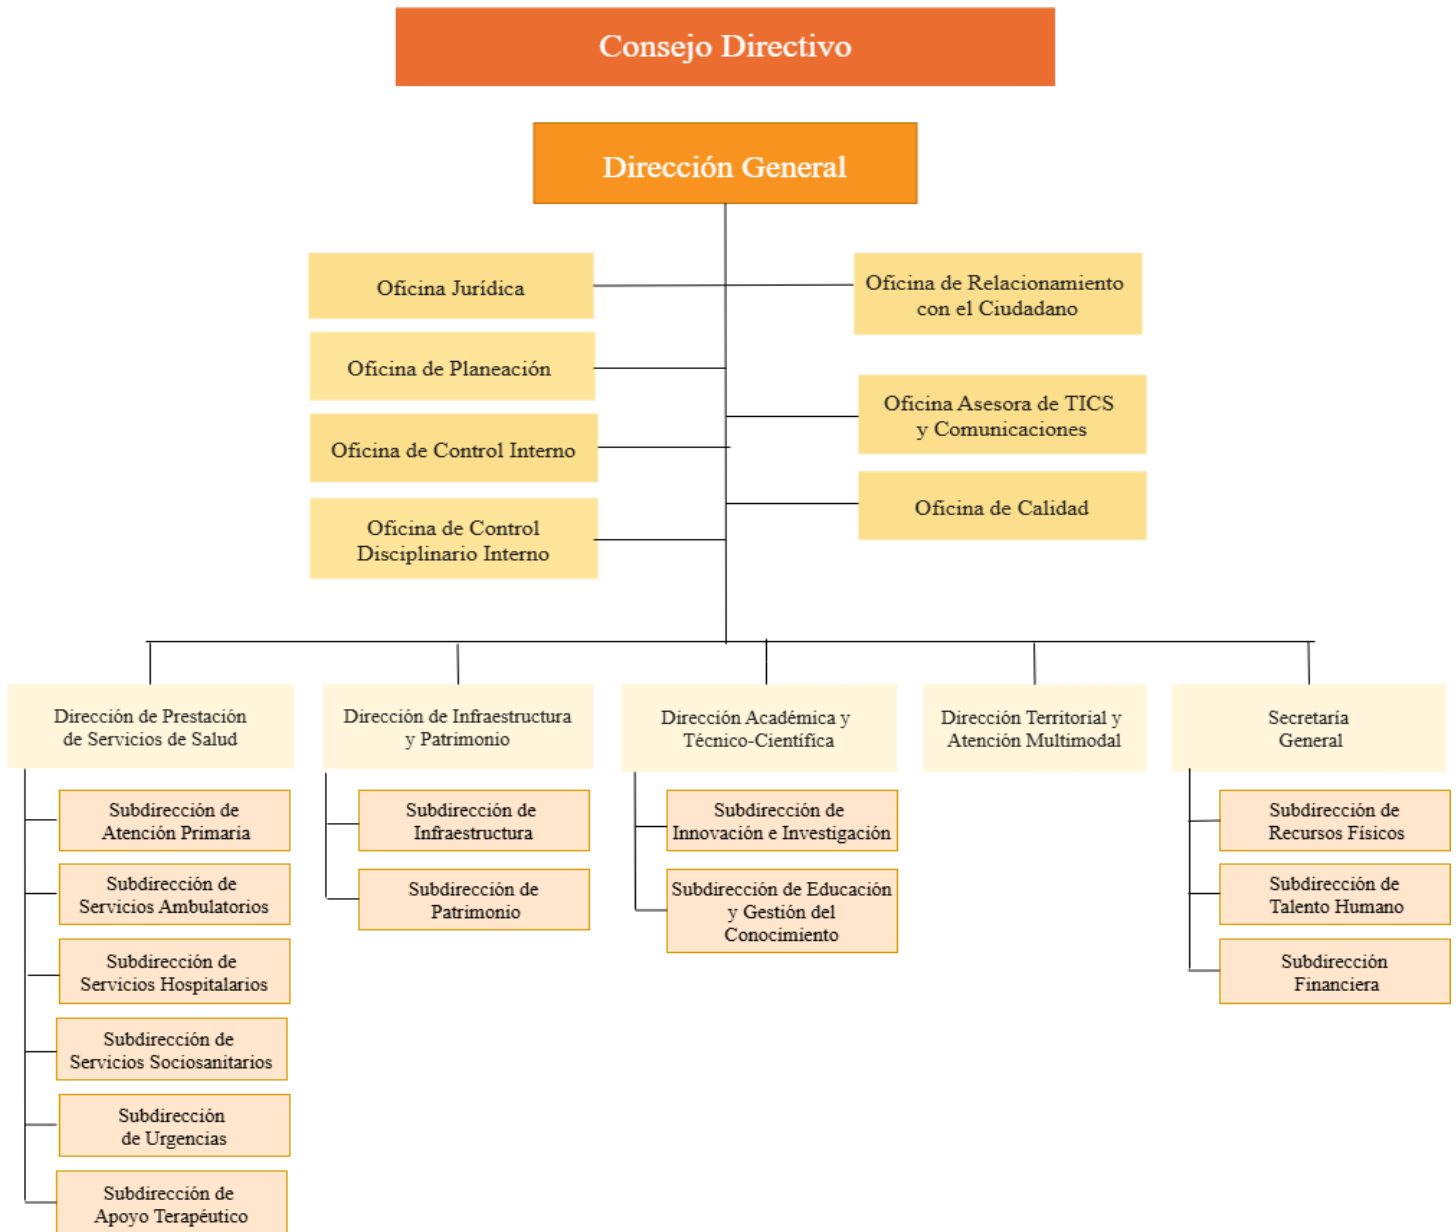 Consejo Directivo
Dirección General
Oficina Jurídica
Oficina de Relacionamiento
con el Ciudadano
Oficina de Planeación
Oficina Asesora de TICS
y Comunicaciones
Oficina de Control Interno
Oficina de Calidad
Oficina de Control
Disciplinario Interno
Dirección de Prestación
de Servicios de Salud
Subdirección de
Atención Primaria
Subdirección de
Servicios Ambulatorios
Subdirección de
Servicios Hospitalarios
Subdirección de
Servicios Sociosanitarios
Subdirección
de Urgencias
Subdirección de
Apoyo Terapéutico
Dirección de Infraestructura
y Patrimonio
Subdirección de
Infraestructura
Subdirección de
Patrimonio
Dirección Académica y
Técnico-Científica
Subdirección de
Innovación e Investigación
Subdirección de Educación
y Gestión del
Conocimiento
Dirección Territorial y
Atención Multimodal
Secretaría
General
Subdirección de
Recursos Físicos
Subdirección de
Talento Humano
Subdirección
Financiera